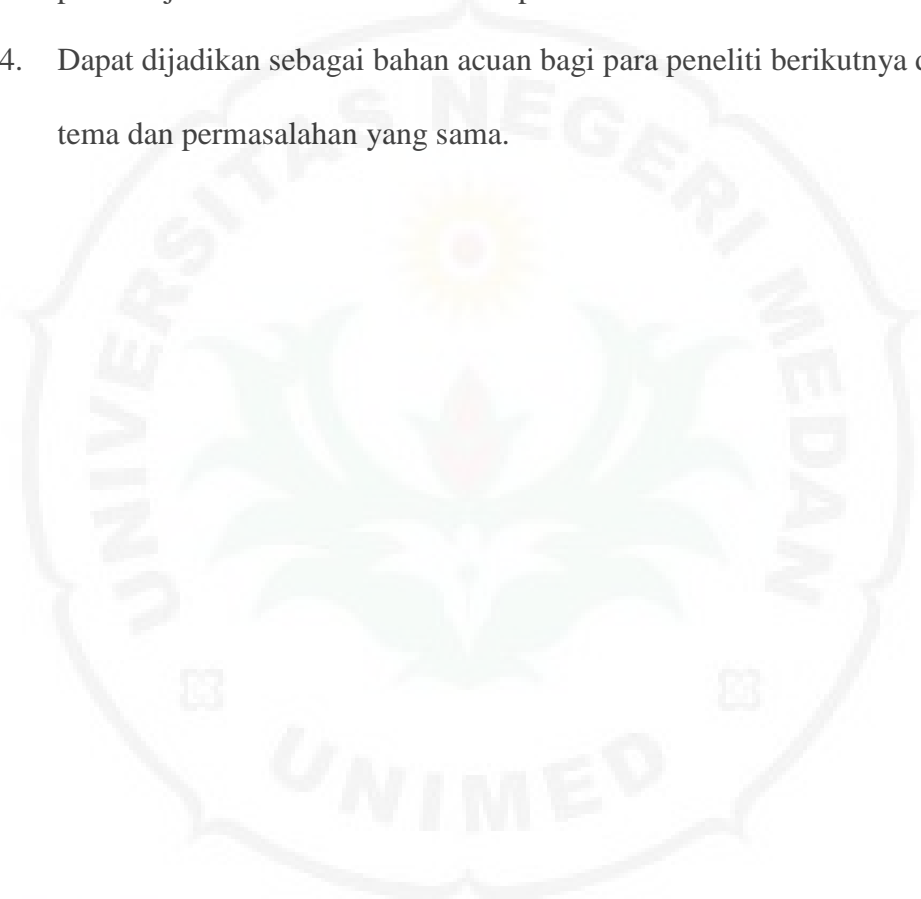 4. Dapat dijadikan sebagai bahan acuan bagi para peneliti berikutnya
tema dan permasalahan yang sama.
UNIVERSITAS NEGERI MEDAN
UNIMED